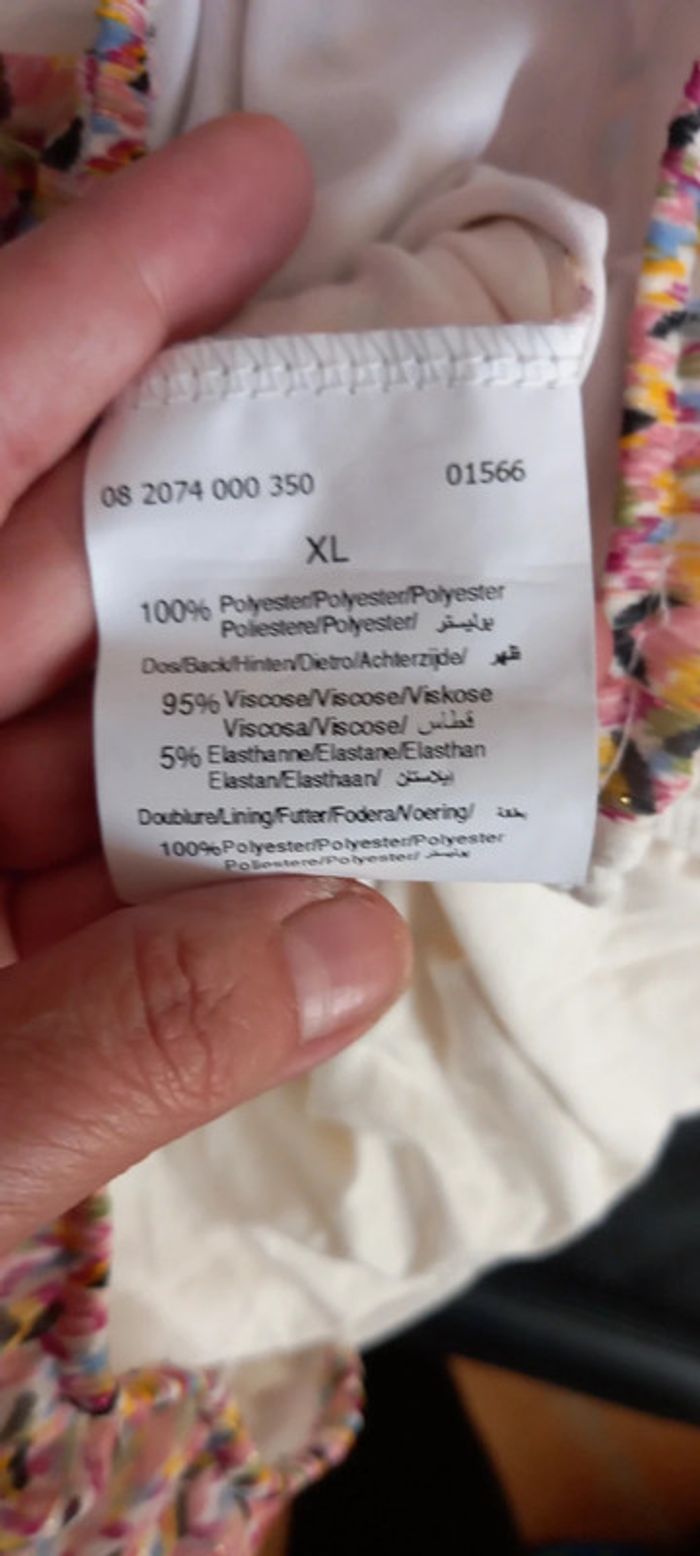 08 2074 000 350 01566
XL
100% Polyester/Polyester/Polyester
Poliestere/Polyester/ بوليستر
Dos/Back/Hinten/Dietro/Achterzijde/ ظهر
95% Viscose/Viscose/Viskose
Viscosa/Viscose/
5% Elasthanne/Elastane/Elasthan
Elastan/Elasthaan/
Doublure/Lining/Futter/Fodera/Voering/
100%Polyester/Polyester/Polyester
Poliestere/Polyester/ بوليستر